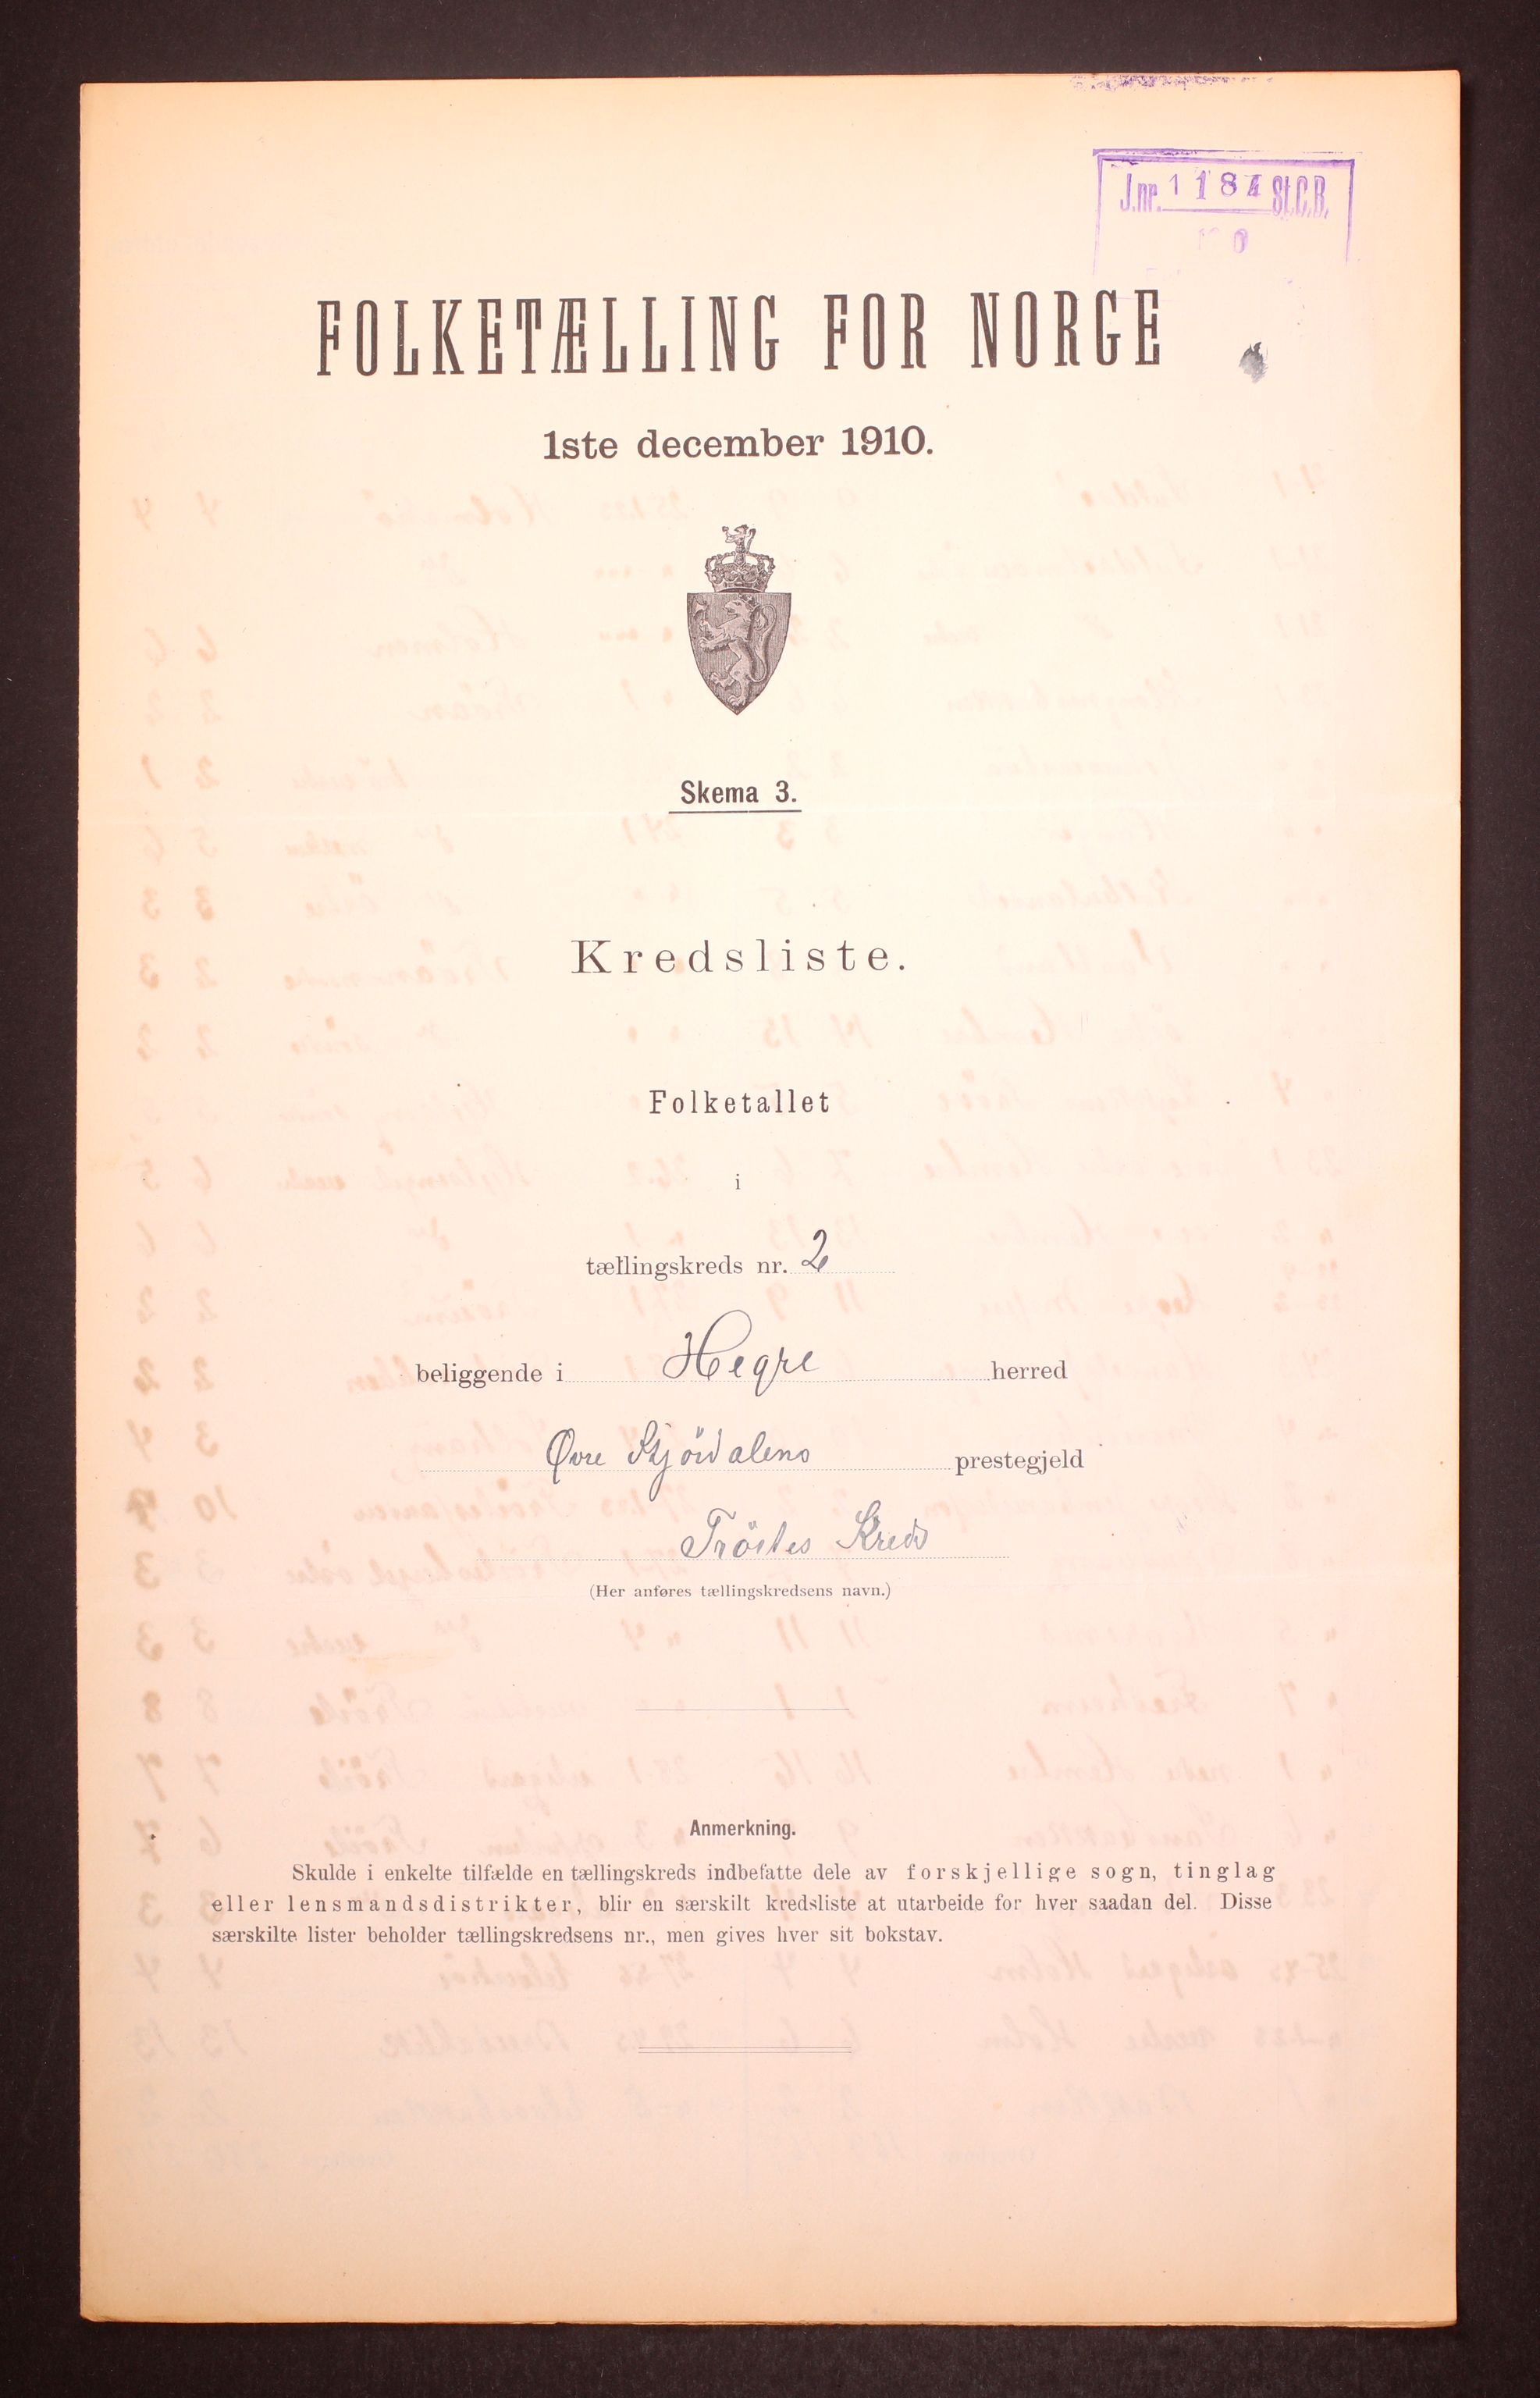 J.nr. 1184 St.C.B.
FOLKETÆLLING FOR NORGE
1ste december 1910.
Skema 3.
Kredsliste.
Folketallet
i
tællingskreds nr. 2
beliggende i Hegre herred
Øvre Stjördalens prestegjeld
Tröites Kreds
(Her anføres tællingskredsens navn.)
Anmerkning.
Skulde i enkelte tilfælde en tællingskreds indbefatte dele av forskjellige sogn, tinglag
eller lensmandsdistrikter, blir en særskilt kredsliste at utarbeide for hver saadan del. Disse
særskilte lister beholder tællingskredsens nr., men gives hver sit bokstav.